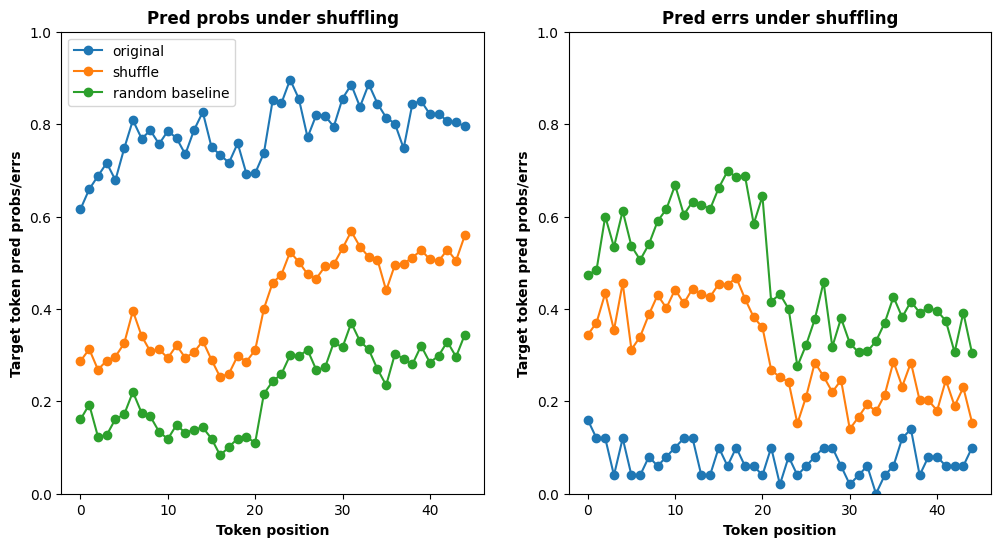 Pred probs under shuffling
Target token pred probs/errs
1.0
0.8
0.6
0.4
0.2
0.0
original
shuffle
random baseline
0 10 20 30 40
Token position
Pred errs under shuffling
Target token pred probs/errs
1.0
0.8
0.6
0.4
0.2
0.0
0 10 20 30 40
Token position